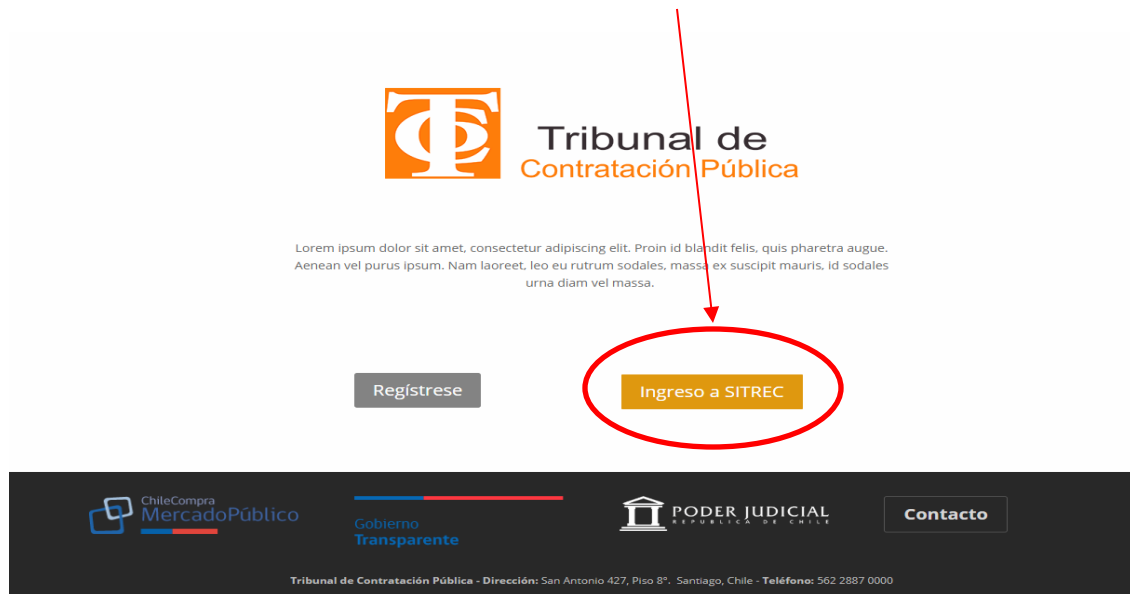 TC
Tribunal de
Contratación Pública
Lorem ipsum dolor sit amet, consectetur adipiscing elit. Proin id blandit felis, quis pharetra augue.
Aenean vel purus ipsum. Nam laoreet, leo eu rutrum sodales, massa ex suscipit mauris, id sodales
urna diam vel massa.
Regístrese
Ingreso a SITREC
ChileCompra
MercadoPúblico
Gobierno
Transparente
PODER JUDICIAL
REPUBLICA DE CHILE
Contacto
Tribunal de Contratación Pública - Dirección: San Antonio 427, Piso 8°. Santiago, Chile - Teléfono: 562 2887 0000